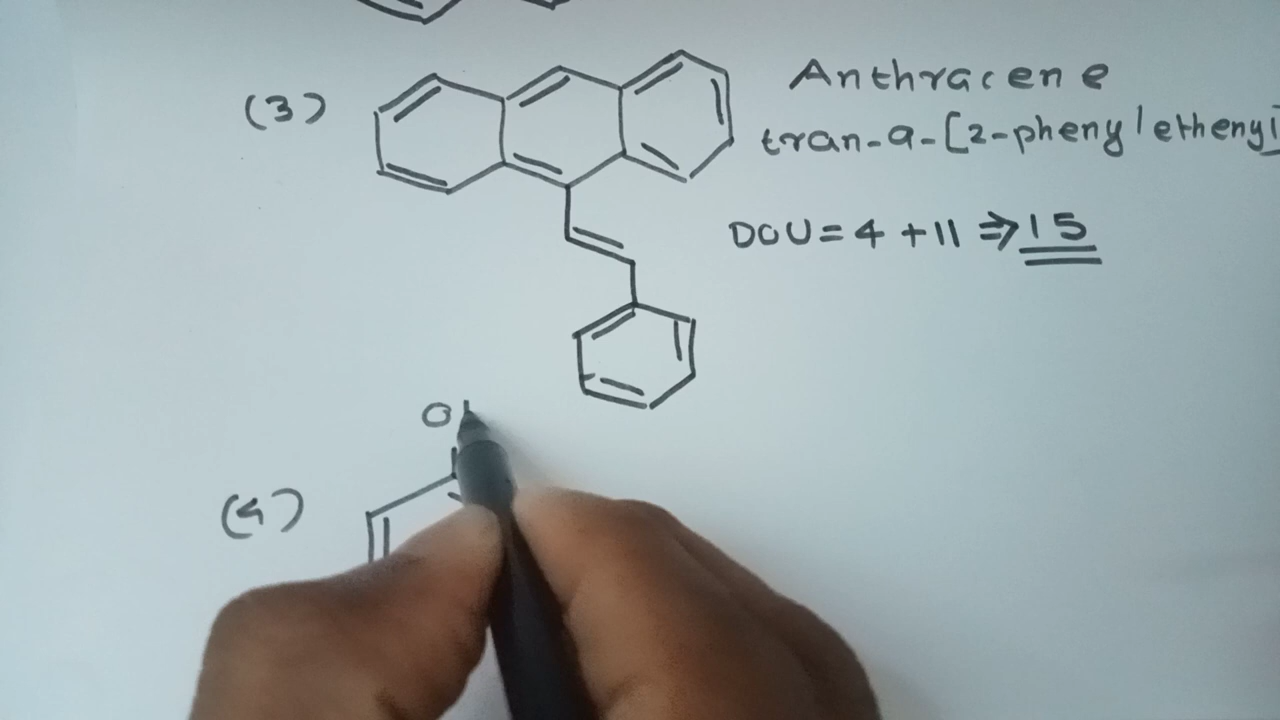 (3)
Anthracene
tran-9-[2-phenylethenyl]
DOU = 4 + 11 ⇒ 15
O
(4)